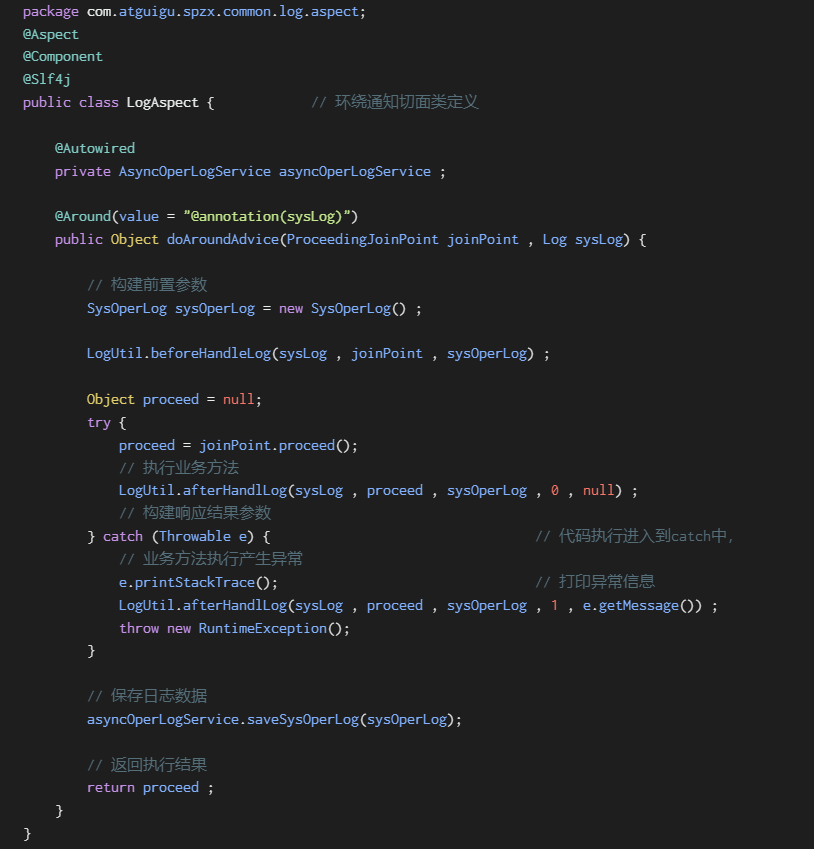 package com.atguigu.spzx.common.log.aspect;
@Aspect
@Component
@Slf4j
public class LogAspect {            // 环绕通知切面类定义
    @Autowired
    private AsyncOperLogService asyncOperLogService ;
    @Around(value = "@annotation(sysLog)")
    public Object doAroundAdvice(ProceedingJoinPoint joinPoint , Log sysLog) {
        // 构建前置参数
        SysOperLog sysOperLog = new SysOperLog() ;
        LogUtil.beforeHandleLog(sysLog , joinPoint , sysOperLog) ;
        Object proceed = null;
        try {
            proceed = joinPoint.proceed();
            // 执行业务方法
            LogUtil.afterHandlLog(sysLog , proceed , sysOperLog , 0 , null) ;
            // 构建响应结果参数
        } catch (Throwable e) {                                 // 代码执行进入到catch中,
            // 业务方法执行产生异常
            e.printStackTrace();                                // 打印异常信息
            LogUtil.afterHandlLog(sysLog , proceed , sysOperLog , 1 , e.getMessage()) ;
            throw new RuntimeException();
        }
        // 保存日志数据
        asyncOperLogService.saveSysOperLog(sysOperLog);
        // 返回执行结果
        return proceed ;
    }
}